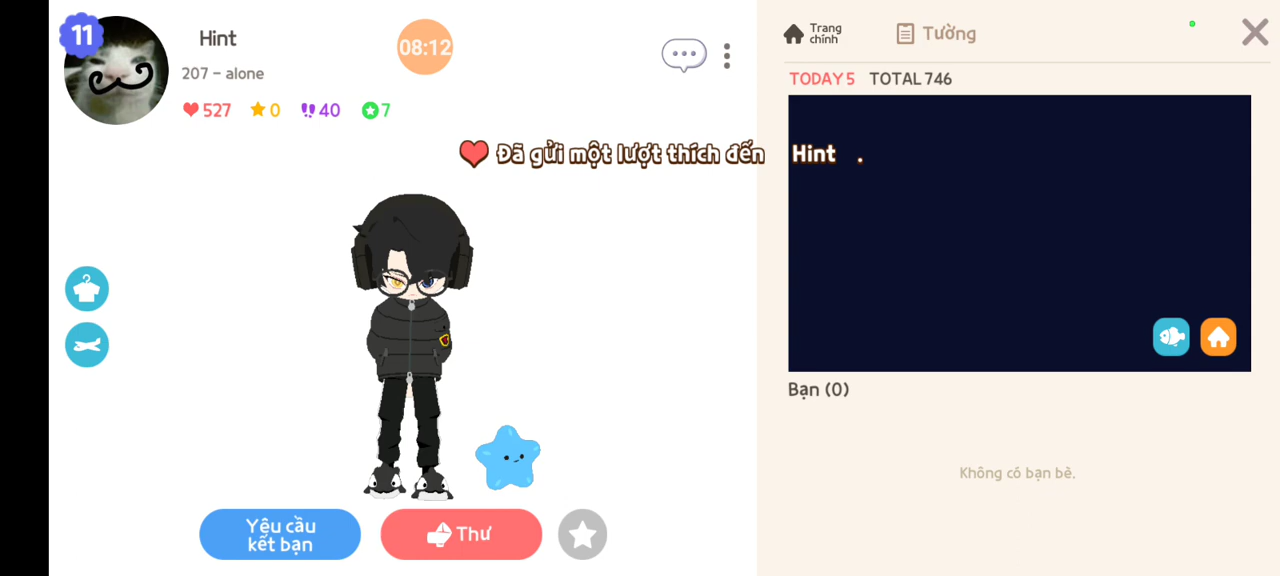 11
Hint
207 - alone
527
0
40
7
08:12
Trang chính
Tường
TODAY 5 TOTAL 746
Đã gửi một lượt thích đến Hint .
Bạn (0)
Không có bạn bè.
Yêu cầu
kết bạn
Thư